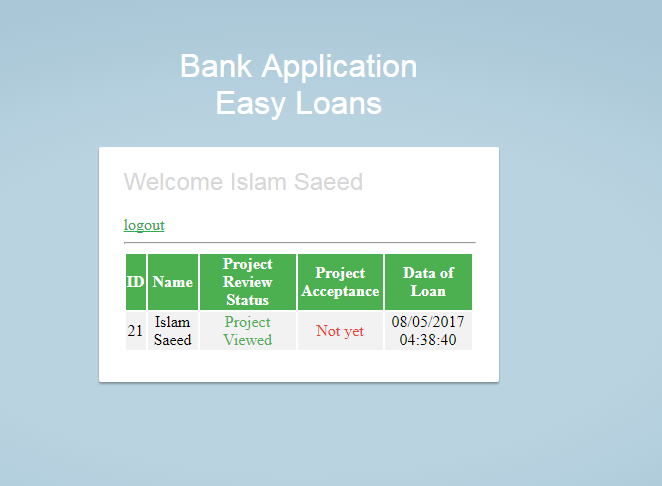 Bank Application
Easy Loans
Welcome Islam Saeed
logout
ID Name Project Review Status Project Acceptance Data of Loan
21 Islam Saeed Project Viewed Not yet 08/05/2017 04:38:40